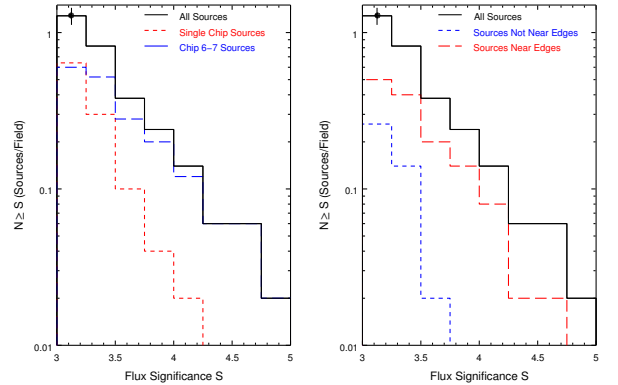 All Sources
Single Chip Sources
Chip 6−7 Sources
1
0.1
0.01
N ≥ S (Sources/Field)
3
3.5
4
4.5
5
Flux Significance S
All Sources
Sources Not Near Edges
Sources Near Edges
1
0.1
0.01
N ≥ S (Sources/Field)
3
3.5
4
4.5
5
Flux Significance S